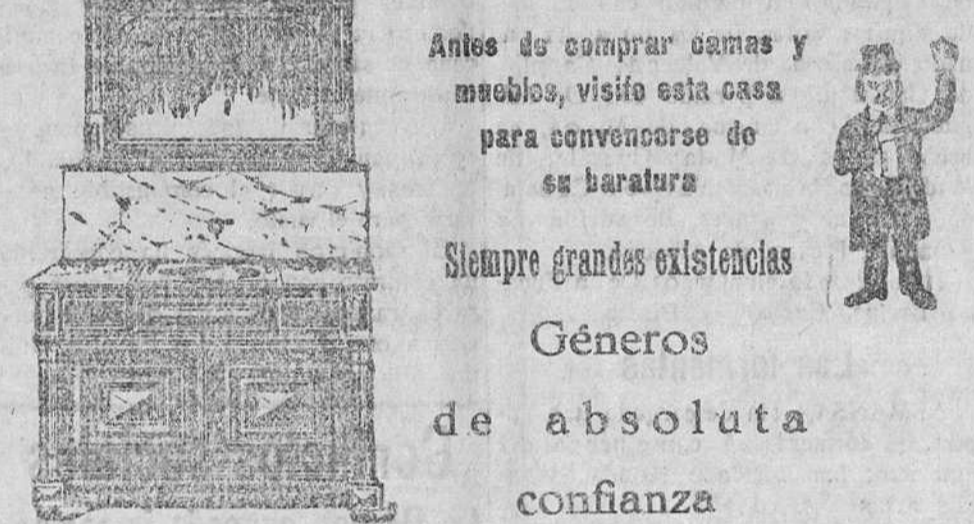 Antes de comprar camas y
muebles, visite esta casa
para convencerse de
su baratura
Siempre grandes existencias
Géneros
de absoluta
confianza